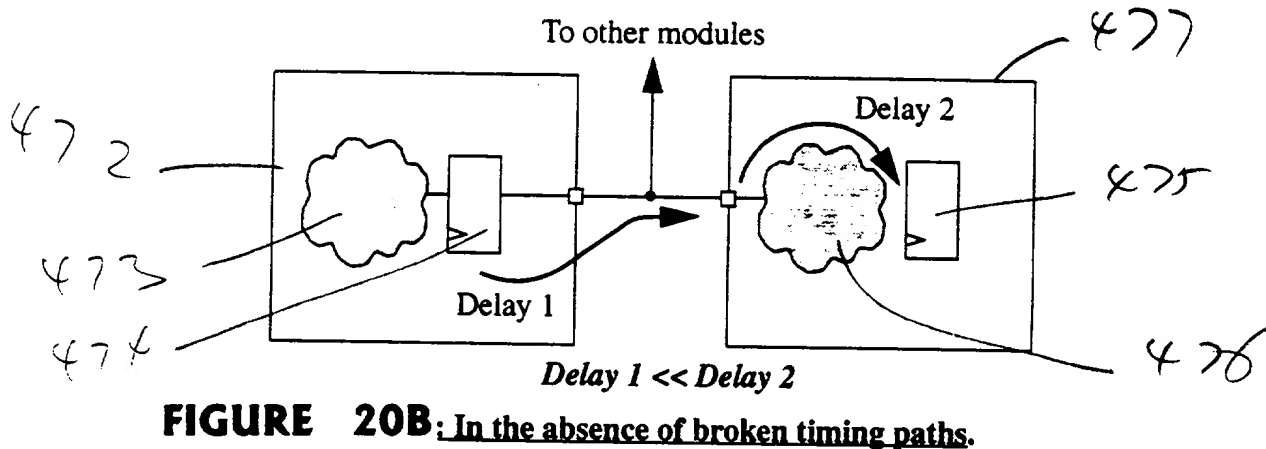 To other modules
477
Delay 2
472
475
473
Delay 1
474
476
Delay 1 << Delay 2
FIGURE 20B: In the absence of broken timing paths.